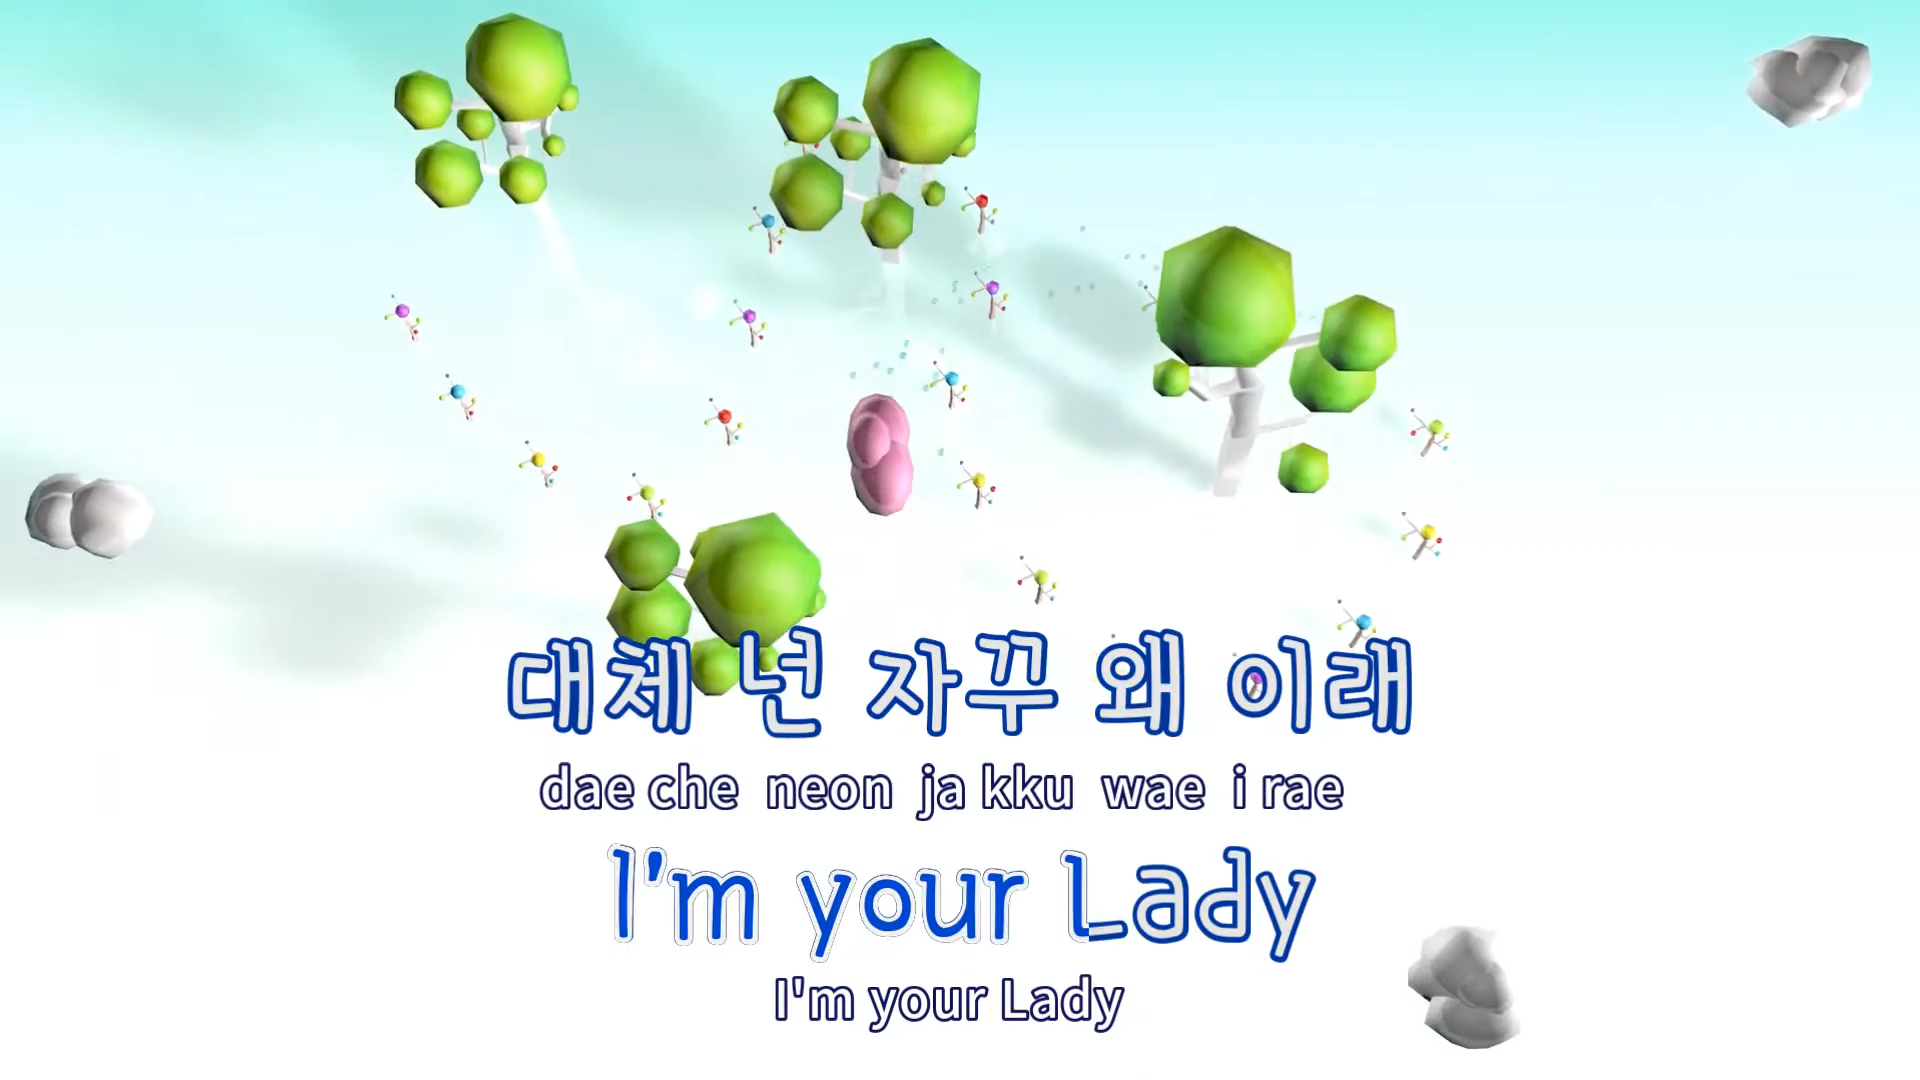 대체 넌 자꾸 왜 이래
dae che neon ja kku wae i rae
I'm your Lady
I'm your Lady